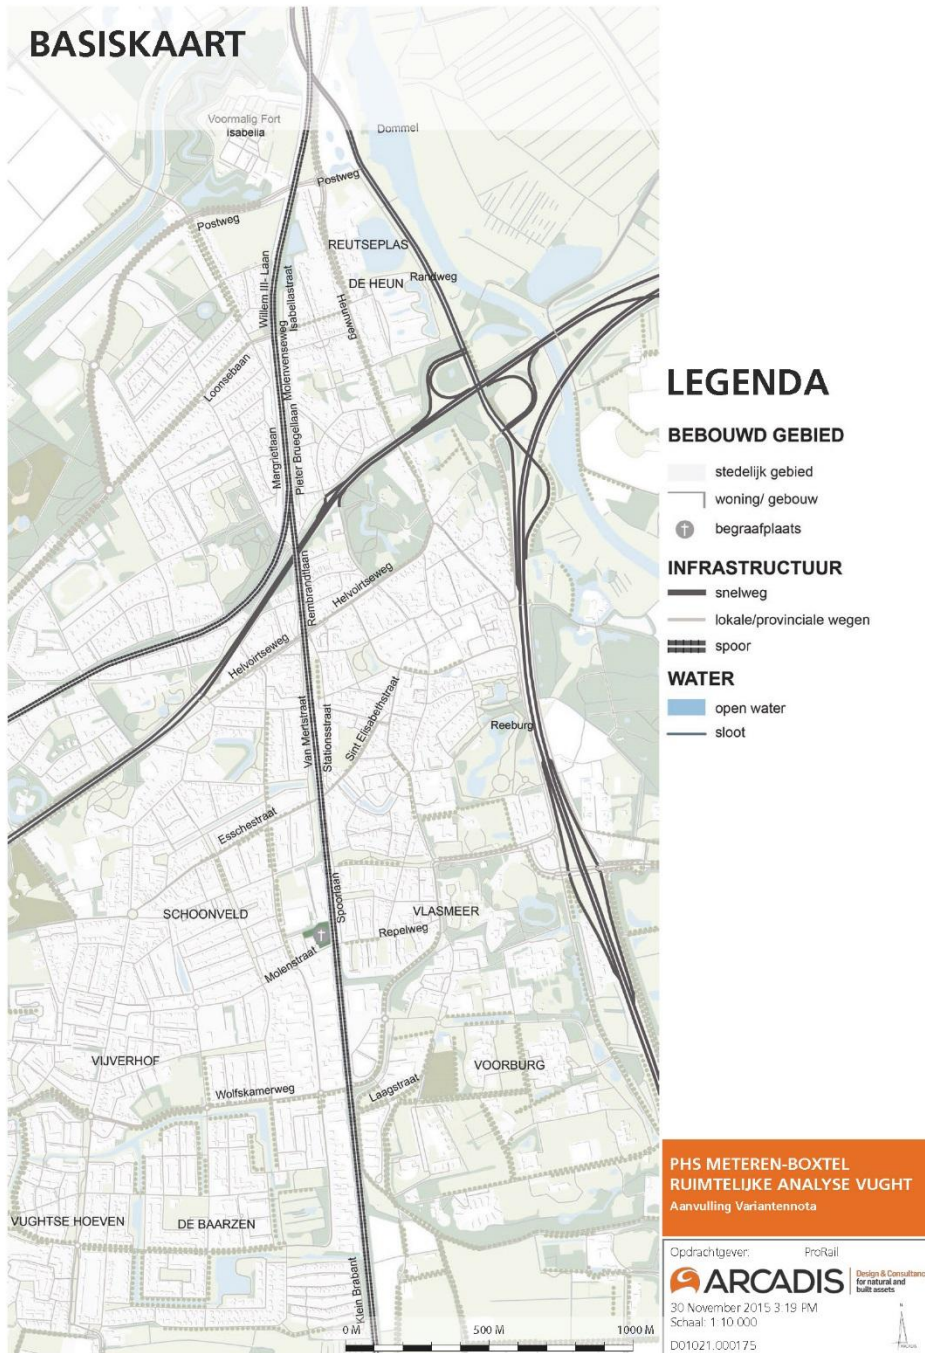 BASISKAART
Voormalig Fort
isabella
Dommel
Postweg
Postweg
REUTSEPLAS
DE HEUN
Randweg
Willem III- Laan
Isabellastraat
Heunweg
Molenvenseweg
Loonsebaan
Margrietlaan
Pieter Bruegellaan
Rembrandtlaan
Helvoirtseweg
Helvoirtseweg
Van Mertstraat
Stationsstraat
Sint Elisabethstraat
Reeburg
Esschestraat
SCHOONVELD
Spoorlaan
VLASMEER
Repelweg
Molenstraat
VIJVERHOF
VOORBURG
Wolfskamerweg
Laagstraat
VUGHTSE HOEVEN
DE BAARZEN
Klein Brabant
0 M
500 M
1000 M
LEGENDA
BEBOUWD GEBIED
stedelijk gebied
woning/ gebouw
begraafplaats
INFRASTRUCTUUR
snelweg
lokale/provinciale wegen
spoor
WATER
open water
sloot
PHS METEREN-BOXTEL
RUIMTELIJKE ANALYSE VUGHT
Aanvulling Variantennota
Opdrachtgever: ProRail
ARCADIS
Design & Consultancy
for natural and
built assets
30 November 2015 3:19 PM
Schaal: 1:10 000
D01021.000175